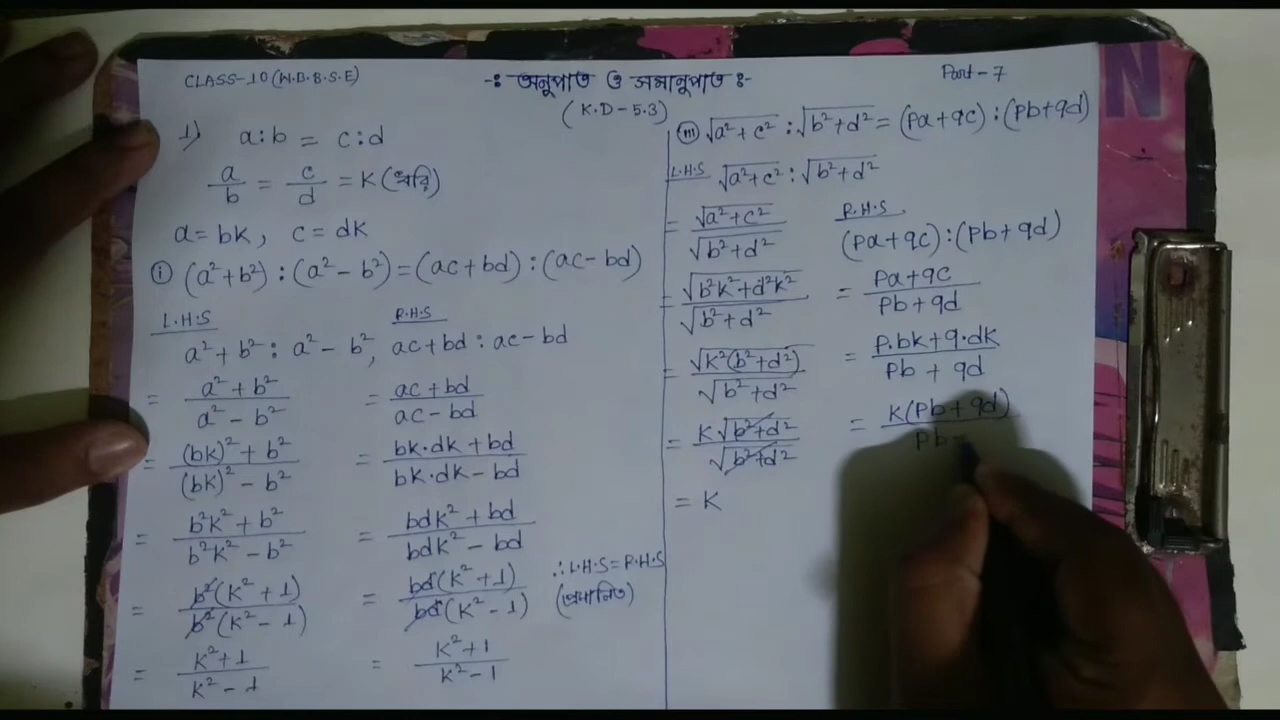 CLASS-10 (W.B.B.S.E)
-: অনুপাত ও সমানুপাত :-
Part-7
(K.D-5.3)
1) a:b = c:d
a/b = c/d = K (ধরি)
a = bk, c = dk
(i) (a²+b²) : (a²-b²) = (ac+bd) : (ac-bd)
L.H.S
a²+b² : a²-b²,
= (a²+b²)/(a²-b²)
= ((bk)²+b²)/((bk)²-b²)
= (b²k²+b²)/(b²k²-b²)
= b²(k²+1)/b²(k²-1)
= (k²+1)/(k²-1)
R.H.S
ac+bd : ac-bd
= (ac+bd)/(ac-bd)
= (bk·dk+bd)/(bk·dk-bd)
= (bdk²+bd)/(bdk²-bd)
= bd(k²+1)/bd(k²-1)
= (k²+1)/(k²-1)
∴ L.H.S = R.H.S
(প্রমানিত)
(iii) √a²+c² : √b²+d² = (Pa+qc) : (Pb+qd)
L.H.S √a²+c² : √b²+d²
= √a²+c²/√b²+d²
= √b²k²+d²k²/√b²+d²
= √k²(b²+d²)/√b²+d²
= K√b²+d²/√b²+d²
= K
R.H.S
(Pa+qc) : (Pb+qd)
= (Pa+qc)/(Pb+qd)
= (P.bk+q.dk)/(Pb+qd)
= K(Pb+qd)/Pb